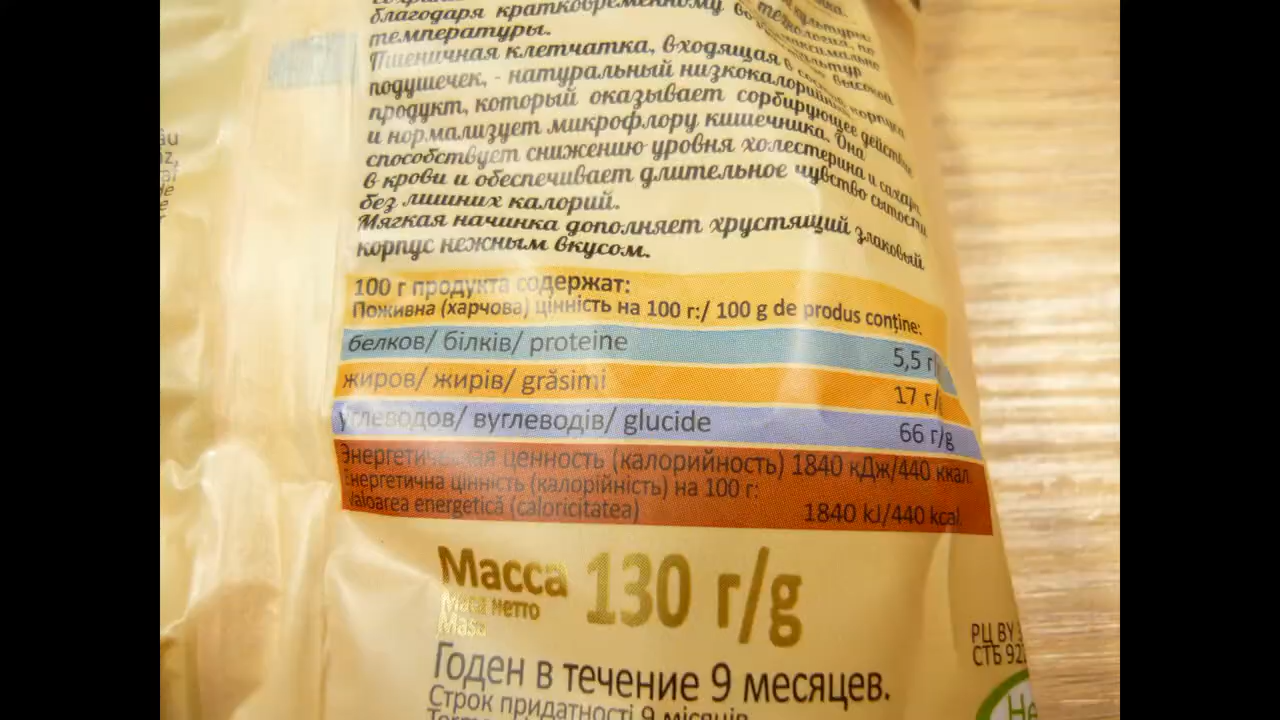 благодаря кратковременному
температуры.
Пшеничная клетчатка, входящая в
подушечек, - натуральный низкокалорийный
продукт, который оказывает сорбирующее действие
и нормализует микрофлору кишечника. Она
способствует снижению уровня холестерина и сахара
в крови и обеспечивает длительное чувство сытости
без лишних калорий.
Мягкая начинка дополняет хрустящий злаковый
корпус нежным вкусом.
100 г продукта содержат:
Поживна (харчова) цінність на 100 г:/ 100 g de produs conține:
белков/ білків/ proteine 5,5 г/
жиров/ жирів/ grăsimi 17 г/
углеводов/ вуглеводів/ glucide 66 г/g
Энергетическая ценность (калорийность) 1840 кДж/440 ккал.
Енергетична цінність (калорійність) на 100 г:
Valoarea energetică (caloricitatea) 1840 kJ/440 kcal.
Масса 130 г/g
Маса нетто
Masa
Годен в течение 9 месяцев.
Строк придатності 9 місяців
РЦ BY
СТБ 92
He